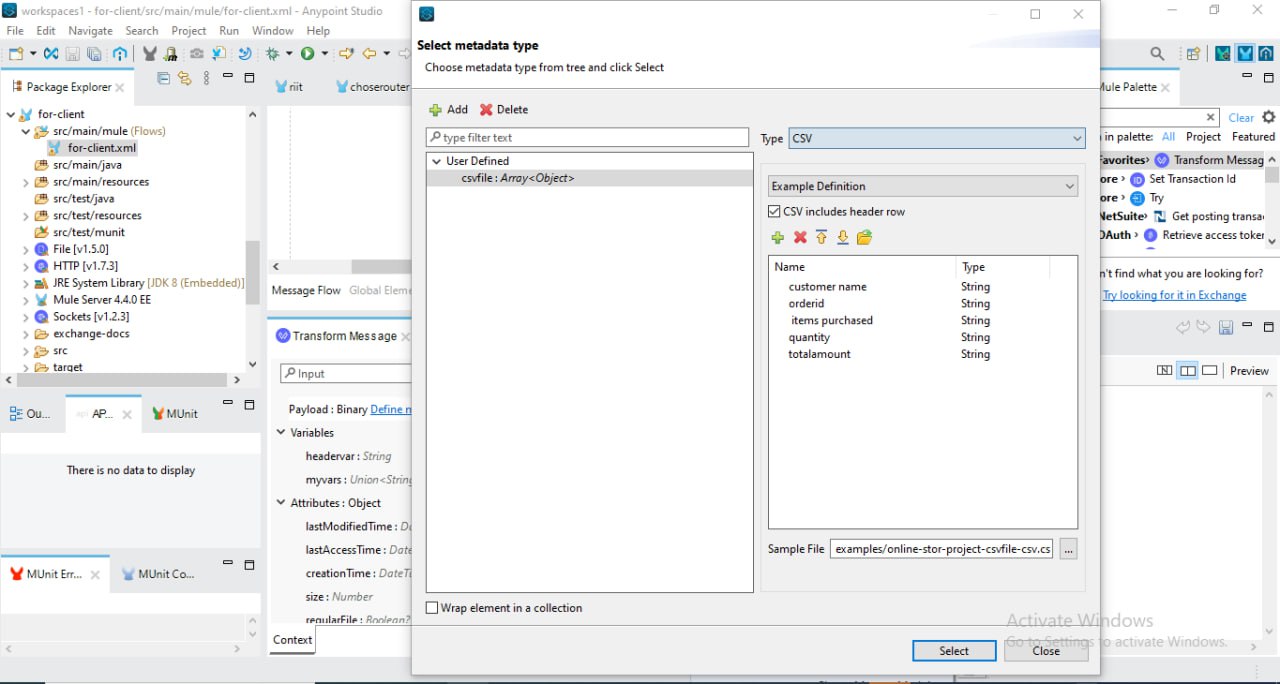 workspaces1 - for-client/src/main/mule/for-client.xml - Anypoint Studio
File Edit Navigate Search Project Run Window Help
Package Explorer
for-client
src/main/mule (Flows)
for-client.xml
src/main/java
src/main/resources
src/test/java
src/test/resources
src/test/munit
File [v1.5.0]
HTTP [v1.7.3]
JRE System Library [JDK 8 (Embedded)]
Mule Server 4.4.0 EE
Sockets [v1.2.3]
exchange-docs
src
target
Ou... AP... MUnit
There is no data to display
MUnit Err... MUnit Co...
riit choserouter
Message Flow Global Eleme
Transform Message
Input
Payload : Binary Define n
Variables
headervar : String
myvars : Union<String
Attributes : Object
lastModifiedTime : D
lastAccessTime : Date
creationTime : DateTi
size : Number
regularFile : Boolean?
Context
Select metadata type
Choose metadata type from tree and click Select
Add Delete
type filter text
User Defined
csvfile : Array<Object>
Wrap element in a collection
Type CSV
Example Definition
CSV includes header row
Name Type
customer name String
orderid String
items purchased String
quantity String
totalamount String
Sample File examples/online-stor-project-csvfile-csv.cs ...
Select Close
Mule Palette
Clear
in palette: All Project Featured
Favorites> Transform Messag
ore > Set Transaction Id
ore > Try
NetSuite> Get posting transa
OAuth > Retrieve access token
n't find what you are looking for?
Try looking for it in Exchange
Preview
Activate Windows
Go to Settings to activate Windows.